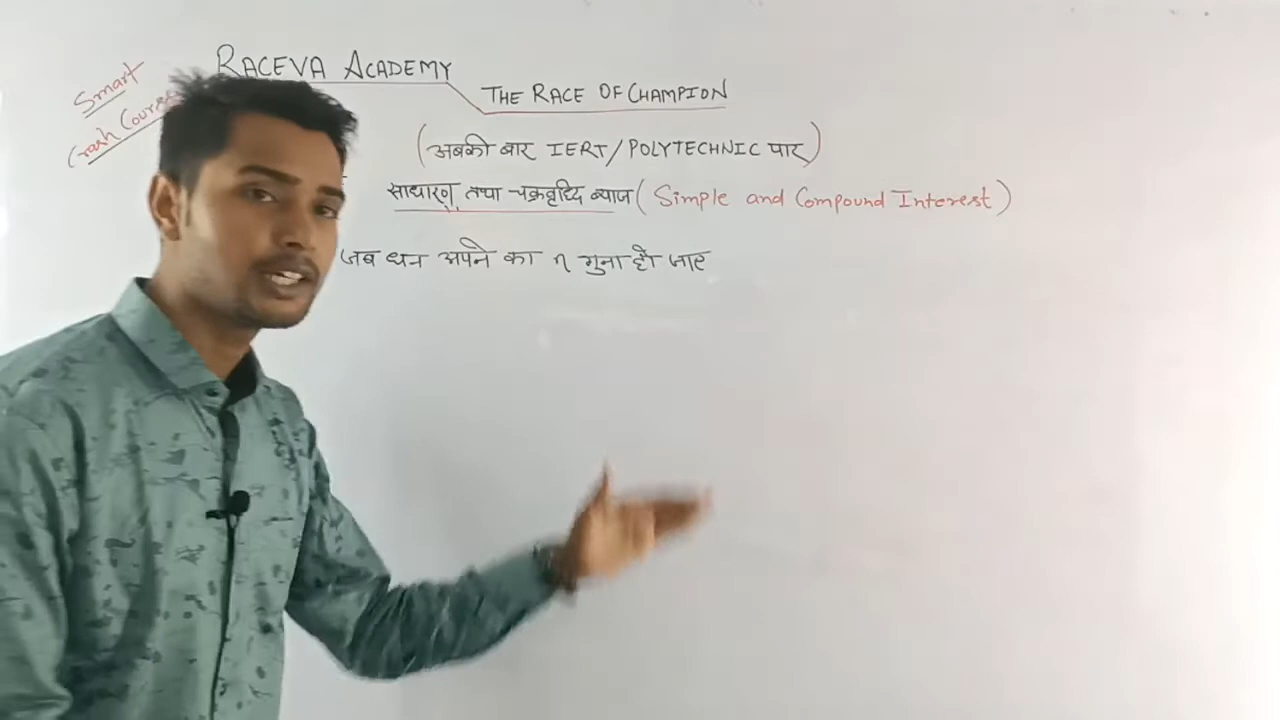 RACEVA ACADEMY
THE RACE OF CHAMPION
Smart
Crash Course
(अबकी बार IERT/POLYTECHNIC पार)
साधारण तथा चक्रवृद्धि ब्याज (Simple and Compound Interest)
जब धन अपने का n गुना हो जाए